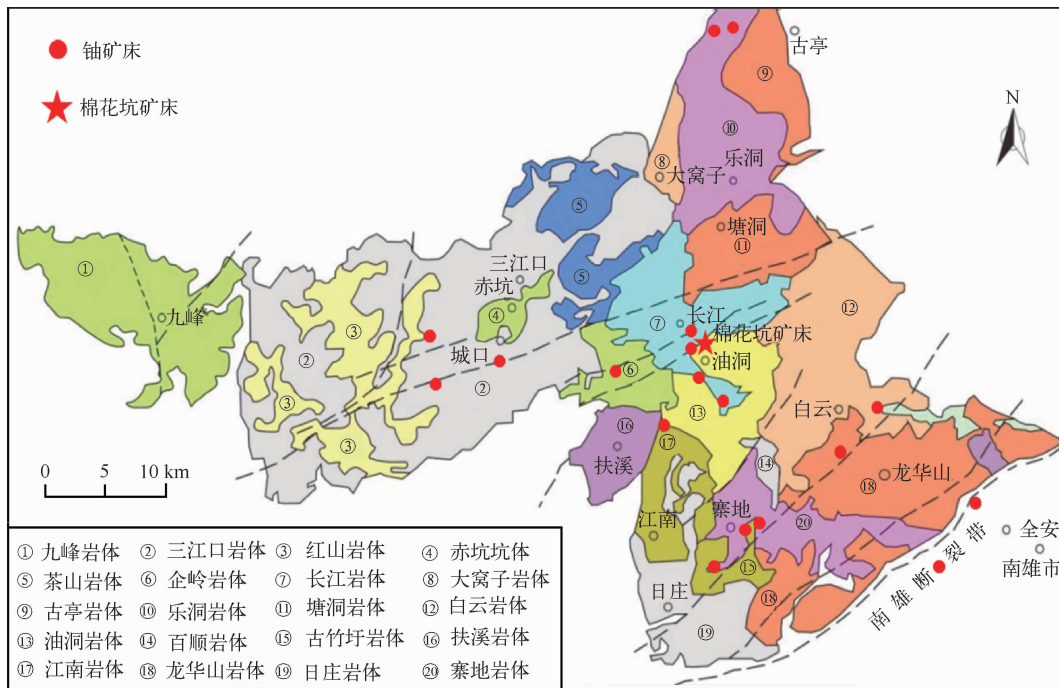 铀矿床
棉花坑矿床
N
古亭
⑨
⑩
乐洞
⑧
大窝子
⑤
塘洞
⑪
①
三江口
⑤
赤坑
⑫
九峰
③
④
⑦
长江
棉花坑矿床
城口
油洞
②
②
⑥
③
⑬
白云
⑯
⑰
扶溪
③
⑭
龙华山
⑱
0 5 10 km
江南
寨地
⑳
全安
南雄市
⑮
南雄断裂带
日庄
⑱
⑲
① 九峰岩体 ② 三江口岩体 ③ 红山岩体 ④ 赤坑坑体
⑤ 茶山岩体 ⑥ 企岭岩体 ⑦ 长江岩体 ⑧ 大窝子岩体
⑨ 古亭岩体 ⑩ 乐洞岩体 ⑪ 塘洞岩体 ⑫ 白云岩体
⑬ 油洞岩体 ⑭ 百顺岩体 ⑮ 古竹圩岩体 ⑯ 扶溪岩体
⑰ 江南岩体 ⑱ 龙华山岩体 ⑲ 日庄岩体 ⑳ 寨地岩体